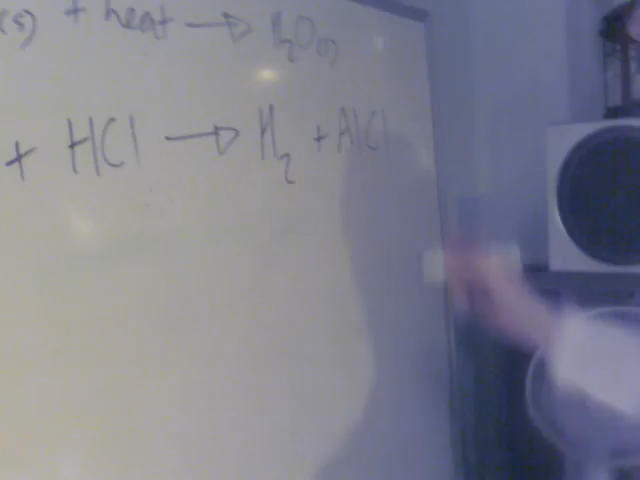 (s) + heat → H₂O(l)
+ HCl → H₂ + AlCl